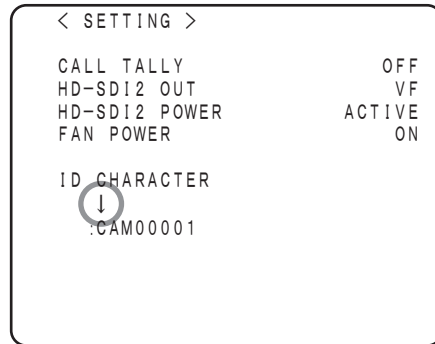 < SETTING >
CALL TALLY OFF
HD-SDI2 OUT VF
HD-SDI2 POWER ACTIVE
FAN POWER ON
ID CHARACTER
↓
:CAM00001